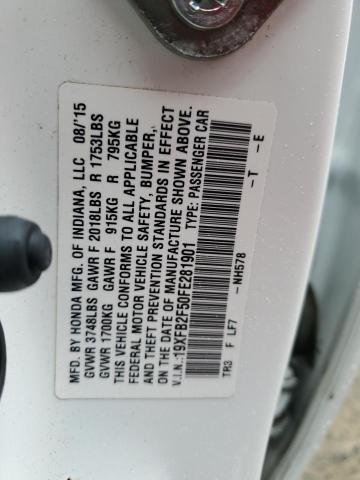 MFD. BY HONDA MFG. OF INDIANA, LLC 08/'15
GVWR 3748LBS GAWR F 2018LBS R 1753LBS
GVWR 1700KG GAWR F 915KG R 795KG
THIS VEHICLE CONFORMS TO ALL APPLICABLE
FEDERAL MOTOR VEHICLE SAFETY, BUMPER,
AND THEFT PREVENTION STANDARDS IN EFFECT
ON THE DATE OF MANUFACTURE SHOWN ABOVE.
V.I.N.:19XFB2F50FE281901 TYPE: PASSENGER CAR
TR3 F LF7 -NH578 -T -E